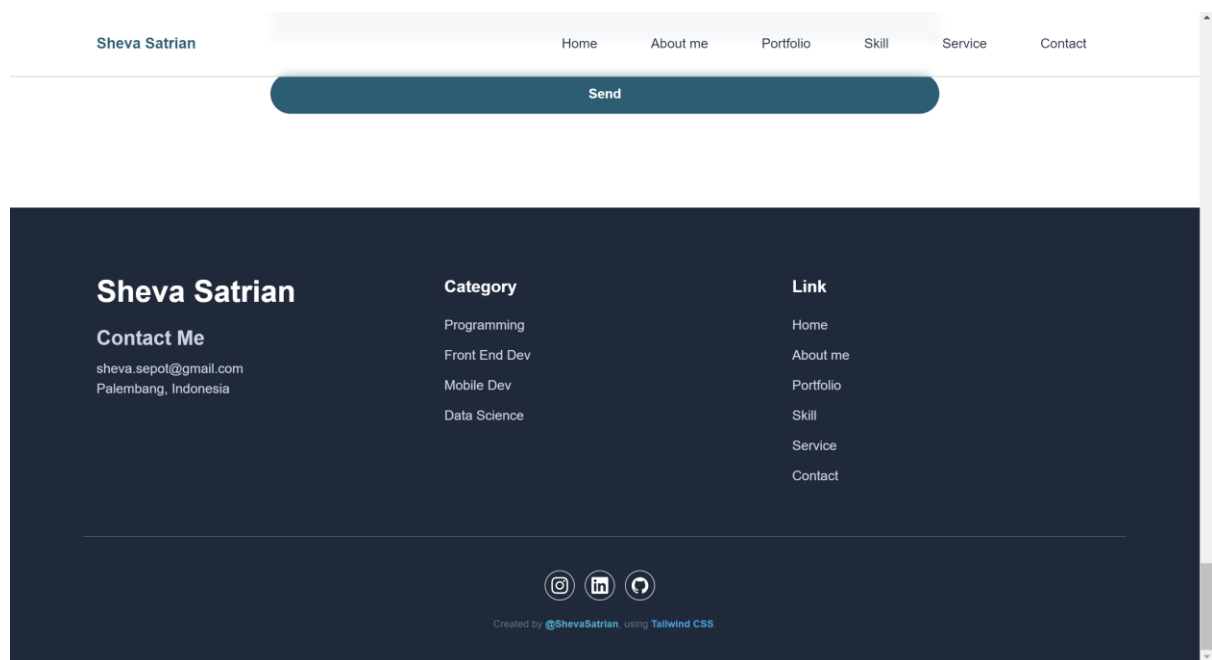 Sheva Satrian
Home About me Portfolio Skill Service Contact
Send
Sheva Satrian
Contact Me
sheva.sepot@gmail.com
Palembang, Indonesia
Category
Programming
Front End Dev
Mobile Dev
Data Science
Link
Home
About me
Portfolio
Skill
Service
Contact
in
Created by @ShevaSatrian, using Tailwind CSS.